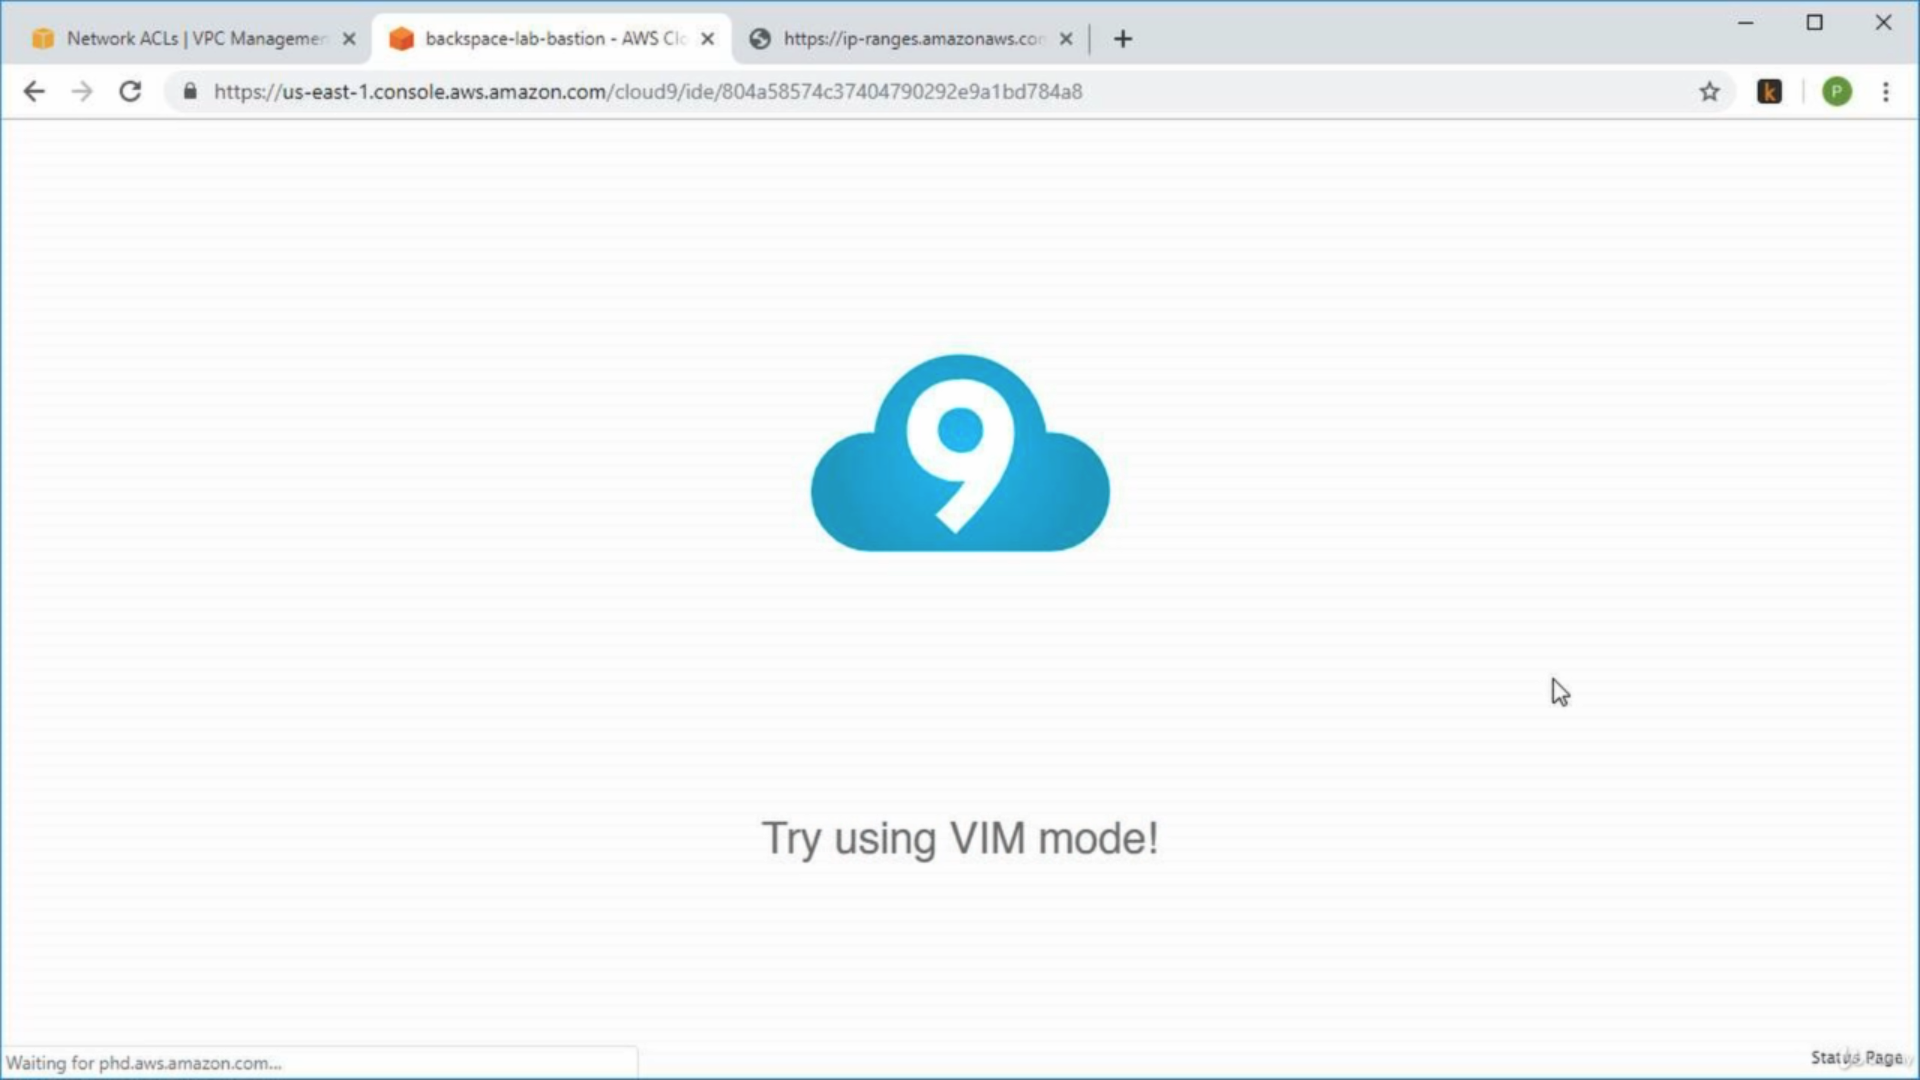 Network ACLs | VPC Managemen
backspace-lab-bastion - AWS Clo
https://ip-ranges.amazonaws.con
https://us-east-1.console.aws.amazon.com/cloud9/ide/804a58574c37404790292e9a1bd784a8
k
P
9
Try using VIM mode!
Waiting for phd.aws.amazon.com...
Status Page